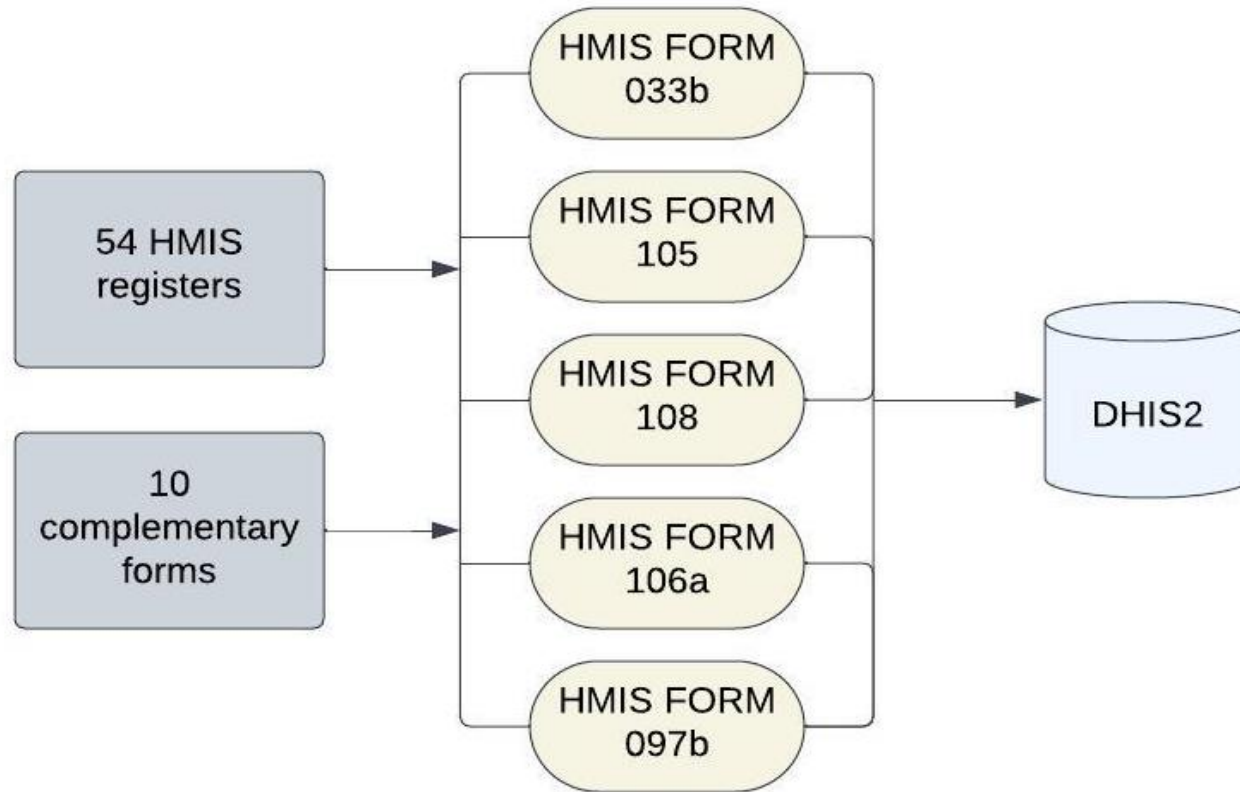 54 HMIS
registers
10
complementary
forms
HMIS FORM
033b
HMIS FORM
105
HMIS FORM
108
HMIS FORM
106a
HMIS FORM
097b
DHIS2